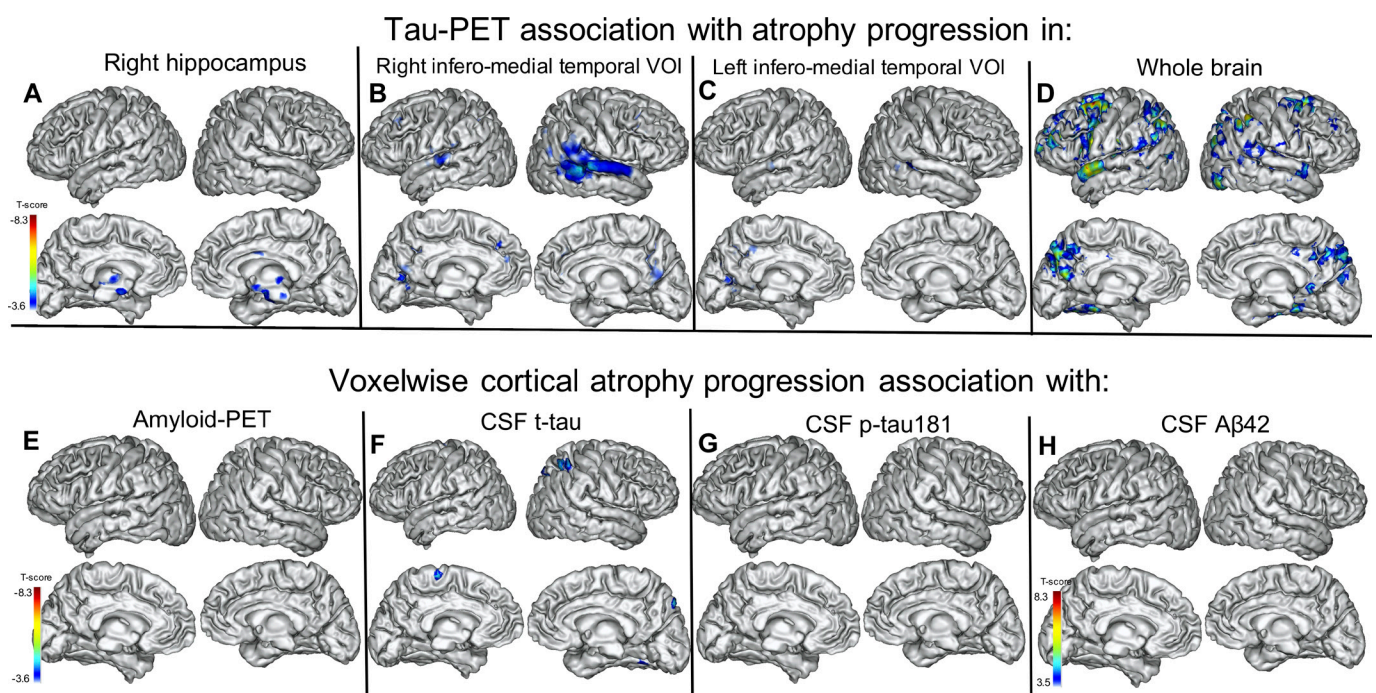 Tau-PET association with atrophy progression in:
Right hippocampus
Right infero-medial temporal VOI
Left infero-medial temporal VOI
Whole brain
A
B
C
D
T-score
-8.3
-3.6
Voxelwise cortical atrophy progression association with:
Amyloid-PET
CSF t-tau
CSF p-tau181
CSF Aβ42
E
F
G
H
T-score
-8.3
-3.6
T-score
8.3
3.5